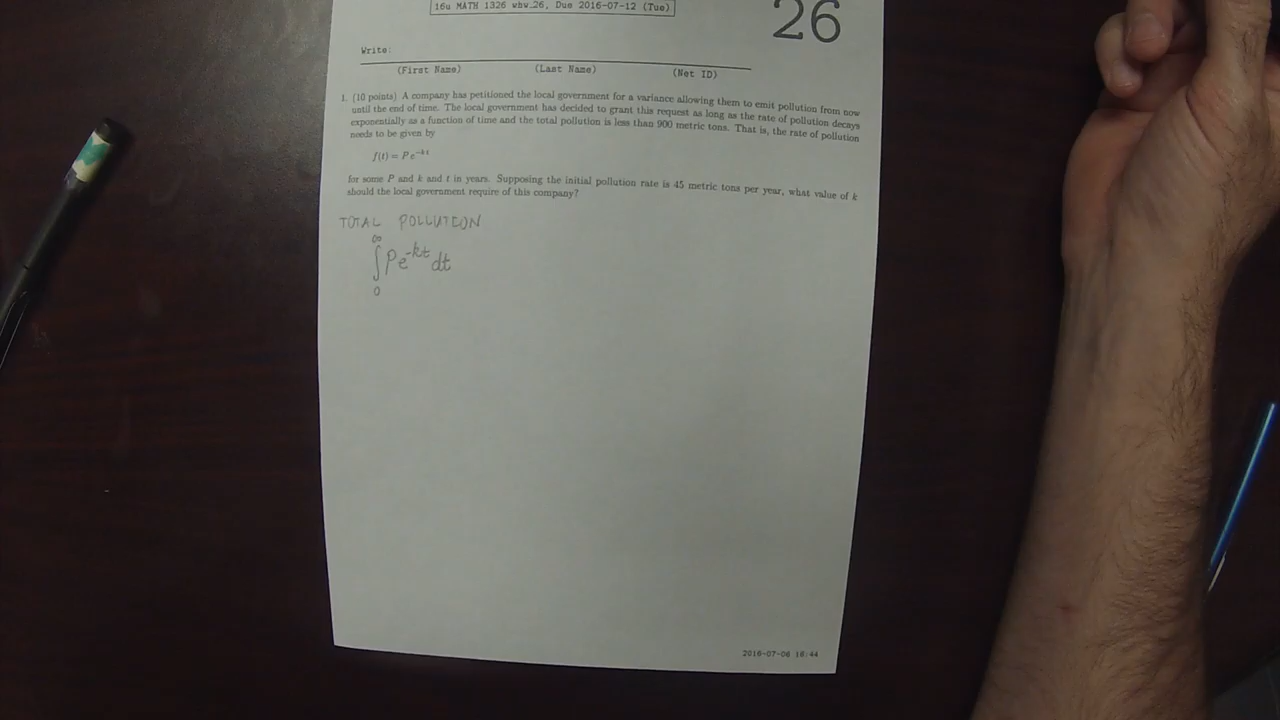 16u MATH 1326 whw_26, Due 2016-07-12 (Tue)
26
Write:
(First Name) (Last Name) (Net ID)
1. (10 points) A company has petitioned the local government for a variance allowing them to emit pollution from now
until the end of time. The local government has decided to grant this request as long as the rate of pollution decays
exponentially as a function of time and the total pollution is less than 900 metric tons. That is, the rate of pollution
needs to be given by
f(t) = Pe^{-kt}
for some P and k and t in years. Supposing the initial pollution rate is 45 metric tons per year, what value of k
should the local government require of this company?
TOTAL POLLUTION
∫_0^∞ Pe^{-kt} dt
2016-07-06 16:44